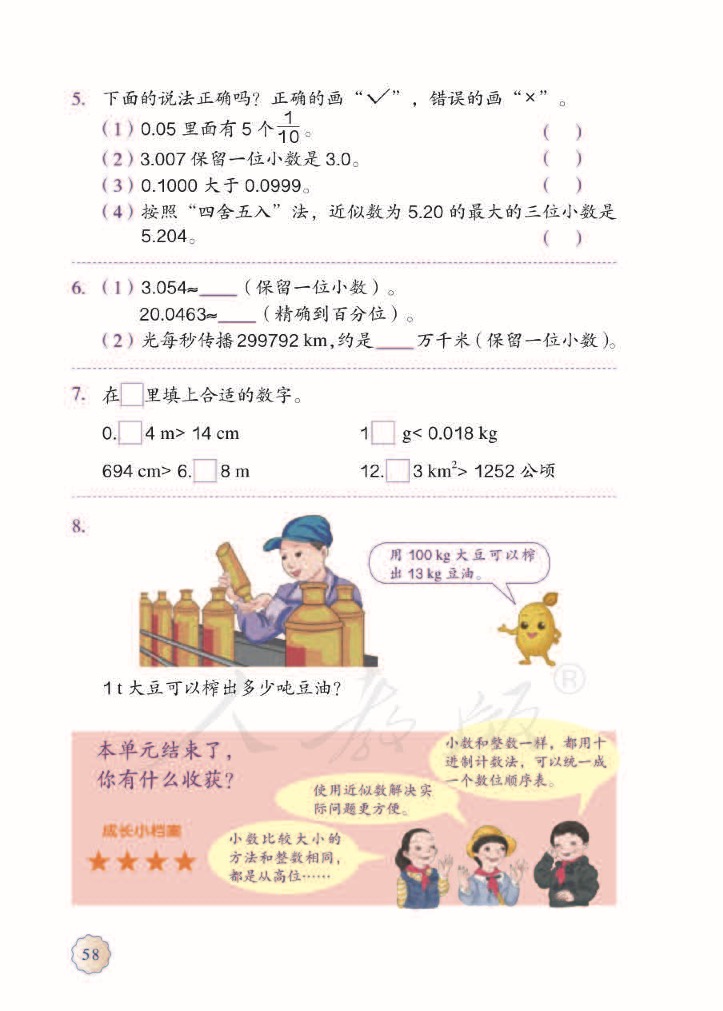 5. 下面的说法正确吗？正确的画“√”，错误的画“×”。
（1）0.05 里面有 5 个 1/10 。 （ ）
（2）3.007 保留一位小数是 3.0。 （ ）
（3）0.1000 大于 0.0999。 （ ）
（4）按照“四舍五入”法，近似数为 5.20 的最大的三位小数是
5.204。 （ ）
6. （1）3.054≈____（保留一位小数）。
20.0463≈____（精确到百分位）。
（2）光每秒传播 299792 km，约是____万千米（保留一位小数）。
7. 在□里填上合适的数字。
0.□4 m> 14 cm 1□ g< 0.018 kg
694 cm> 6.□8 m 12.□3 km²> 1252 公顷
8.
用 100 kg 大豆可以榨
出 13 kg 豆油。
1 t 大豆可以榨出多少吨豆油？
人教版®
本单元结束了，
你有什么收获？
小数和整数一样，都用十
进制计数法，可以统一成
一个数位顺序表。
使用近似数解决实
际问题更方便。
成长小档案
★★★★
小数比较大小的
方法和整数相同，
都是从高位……
58